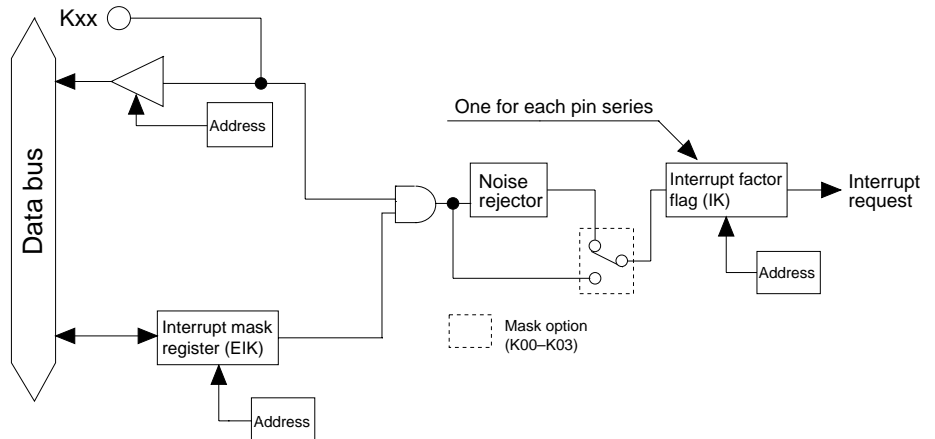 Kxx
Data bus
Address
One for each pin series
Noise
rejector
Interrupt factor
flag (IK)
Interrupt
request
Address
Interrupt mask
register (EIK)
Mask option
(K00–K03)
Address